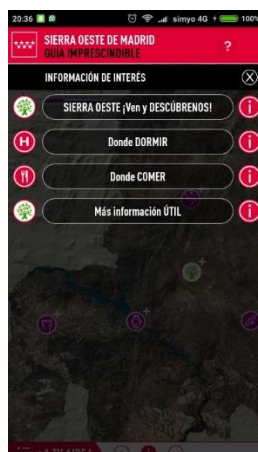 20:36 simyo 4G 100%
SIERRA OESTE DE MADRID
GUÍA IMPRESCINDIBLE
?
INFORMACIÓN DE INTERÉS X
SIERRA OESTE ¡Ven y DESCÚBRENOS! i
H Donde DORMIR i
Donde COMER i
Más información ÚTIL i